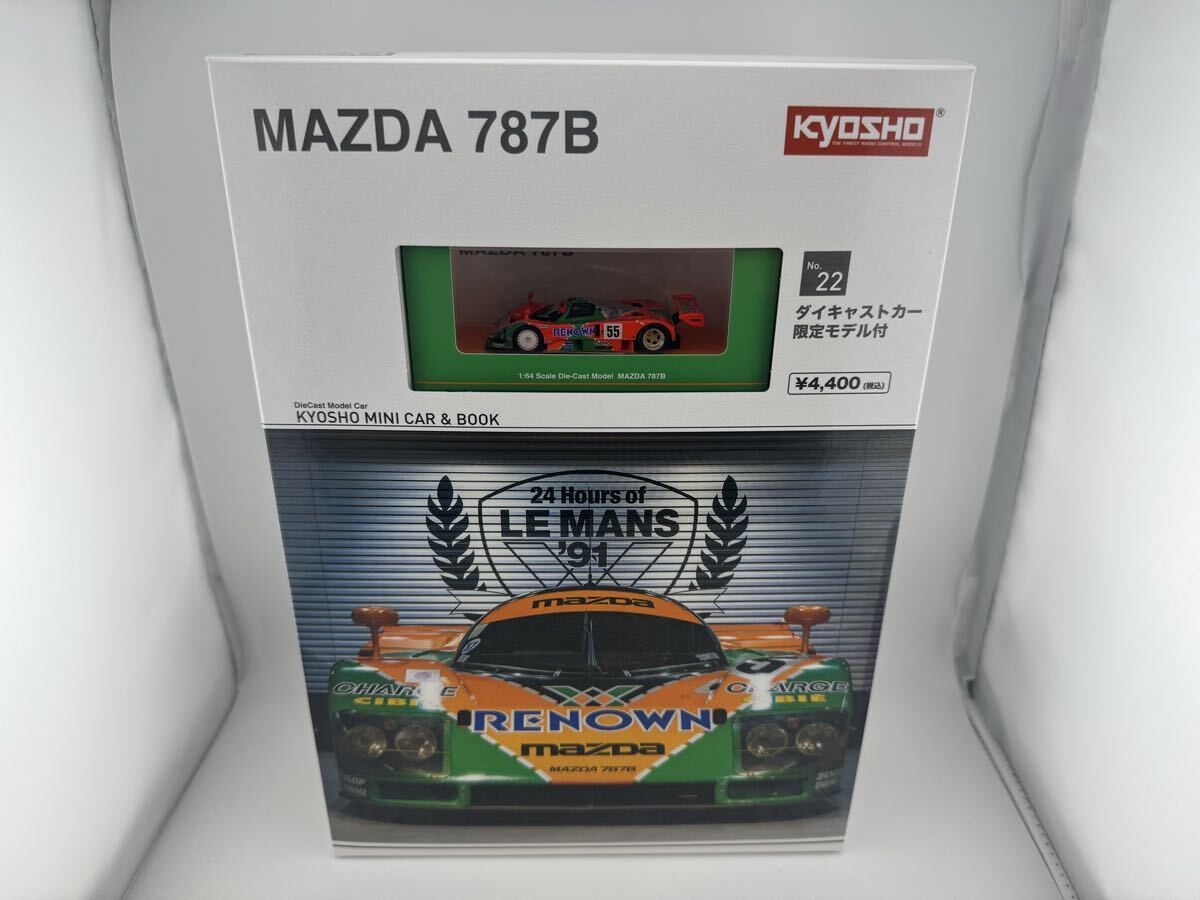 MAZDA 787B
KYOSHO ®
THE FINEST RADIO CONTROL MODELS
MAZDA 787B
RENOWN
55
1:64 Scale Die-Cast Model MAZDA 787B
No.
22
ダイキャストカー
限定モデル付
¥4,400 (税込)
DieCast Model Car
KYOSHO MINI CAR & BOOK
24 Hours of
LE MANS
'91
mazda
CHARGE
CHARGE
CIBIÉ
CIBIÉ
RENOWN
mazda
MAZDA 787B